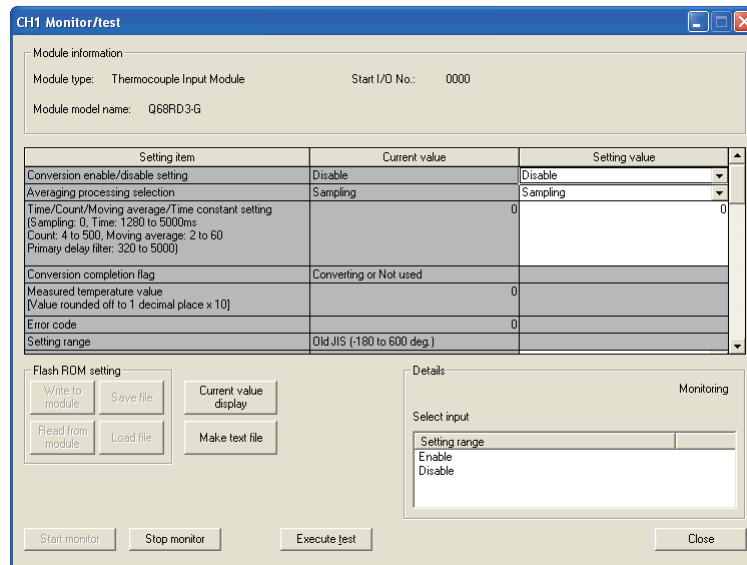 CH1 Monitor/test
Module information
Module type: Thermocouple Input Module Start I/O No.: 0000
Module model name: Q68RD3-G
Setting item Current value Setting value
Conversion enable/disable setting Disable Disable
Averaging processing selection Sampling Sampling
Time/Count/Moving average/Time constant setting 0 0
(Sampling: 0, Time: 1280 to 5000ms
Count: 4 to 500, Moving average: 2 to 60
Primary delay filter: 320 to 5000)
Conversion completion flag Converting or Not used
Measured temperature value 0
[Value rounded off to 1 decimal place x 10]
Error code 0
Setting range Old JIS (-180 to 600 deg.)
Flash ROM setting
Write to
module
Save file
Current value
display
Read from
module
Load file
Make text file
Details
Monitoring
Select input
Setting range
Enable
Disable
Start monitor Stop monitor Execute test Close